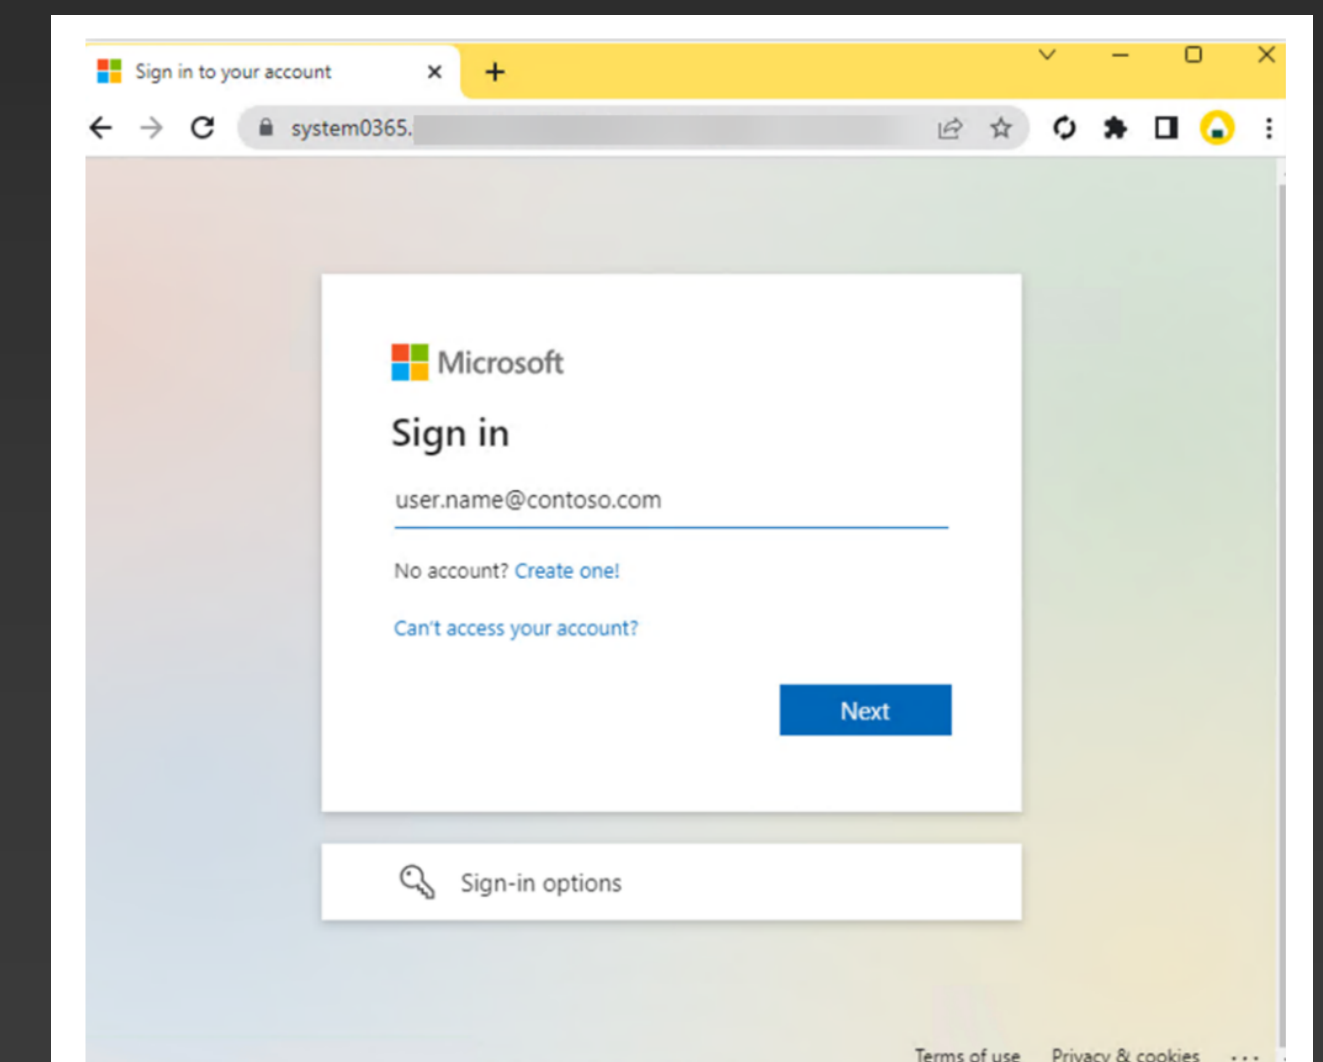 Sign in to your account
system0365.
Microsoft
Sign in
user.name@contoso.com
No account? Create one!
Can't access your account?
Next
Sign-in options
Terms of use Privacy & cookies ...